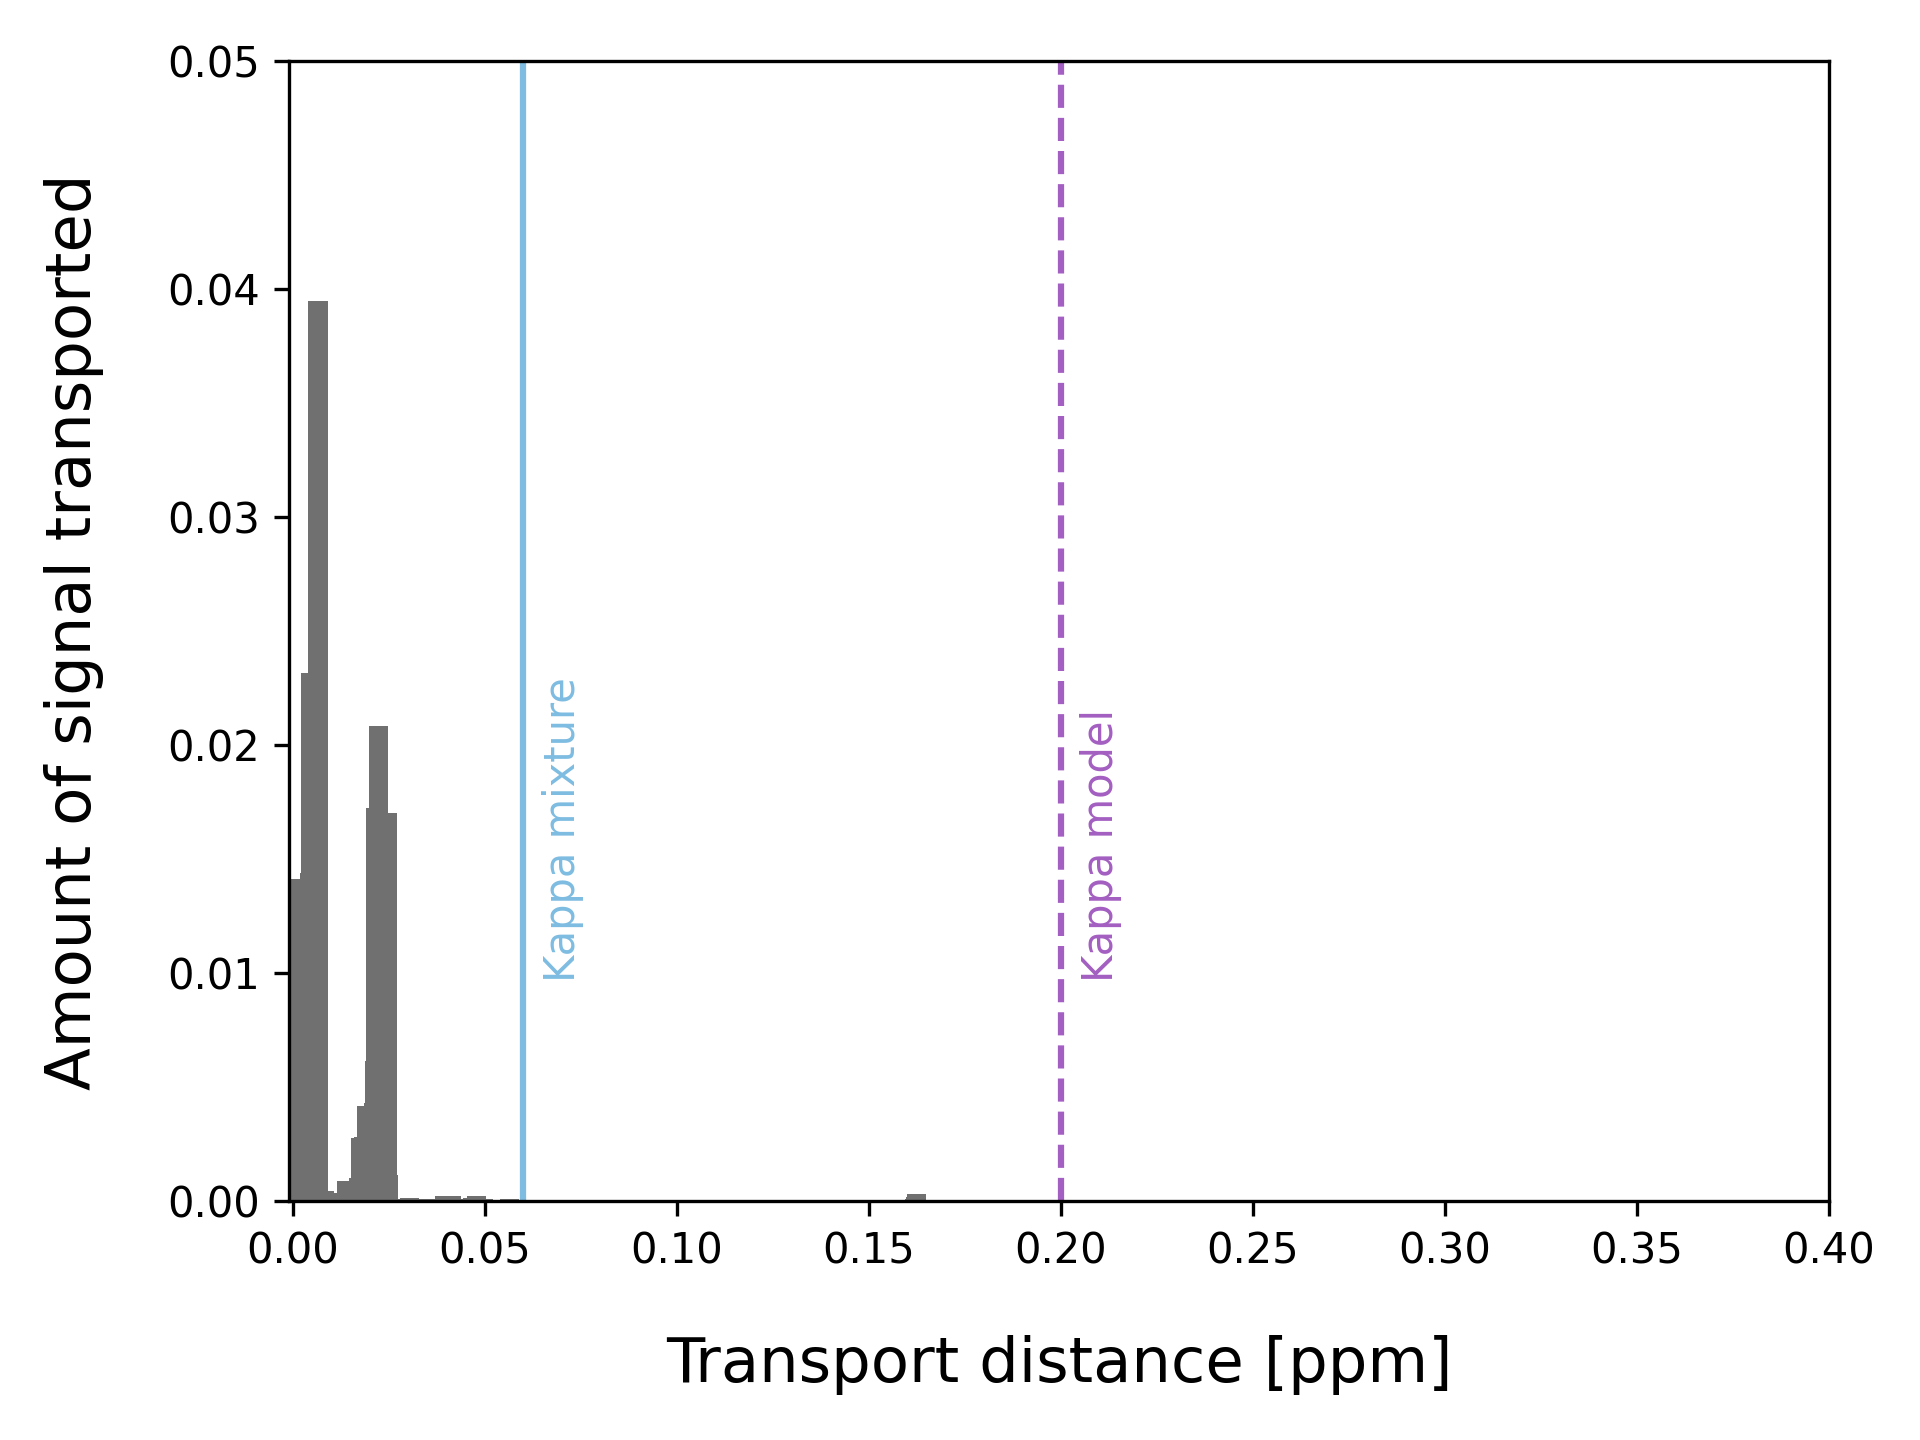 0.05
0.04
0.03
0.02
0.01
0.00
Amount of signal transported
Kappa mixture
Kappa model
0.00 0.05 0.10 0.15 0.20 0.25 0.30 0.35 0.40
Transport distance [ppm]